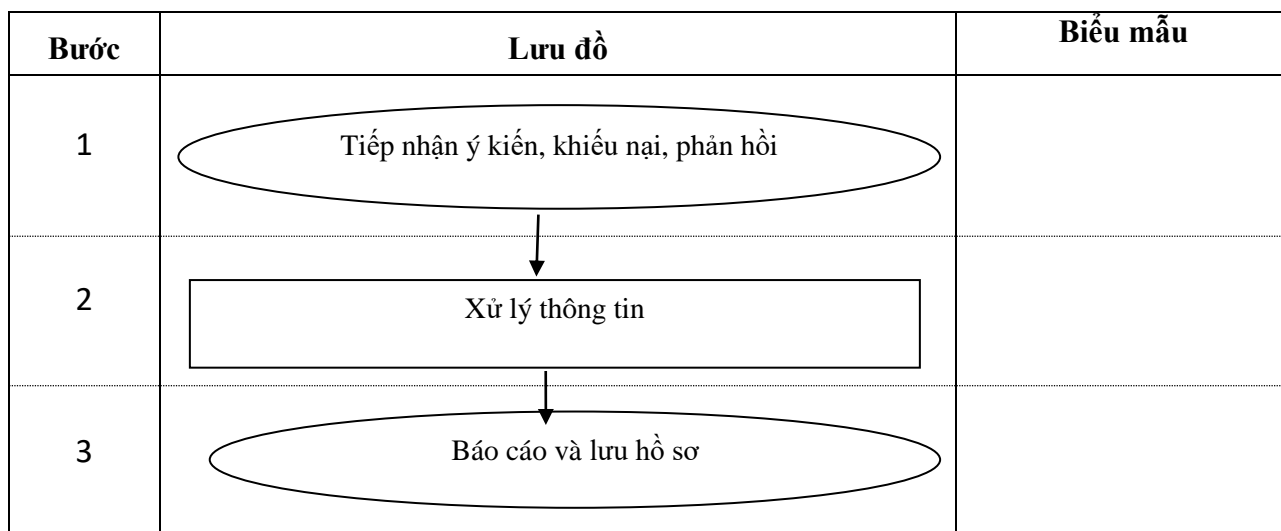 Bước Lưu đồ Biểu mẫu
1 Tiếp nhận ý kiến, khiếu nại, phản hồi
2 Xử lý thông tin
3 Báo cáo và lưu hồ sơ